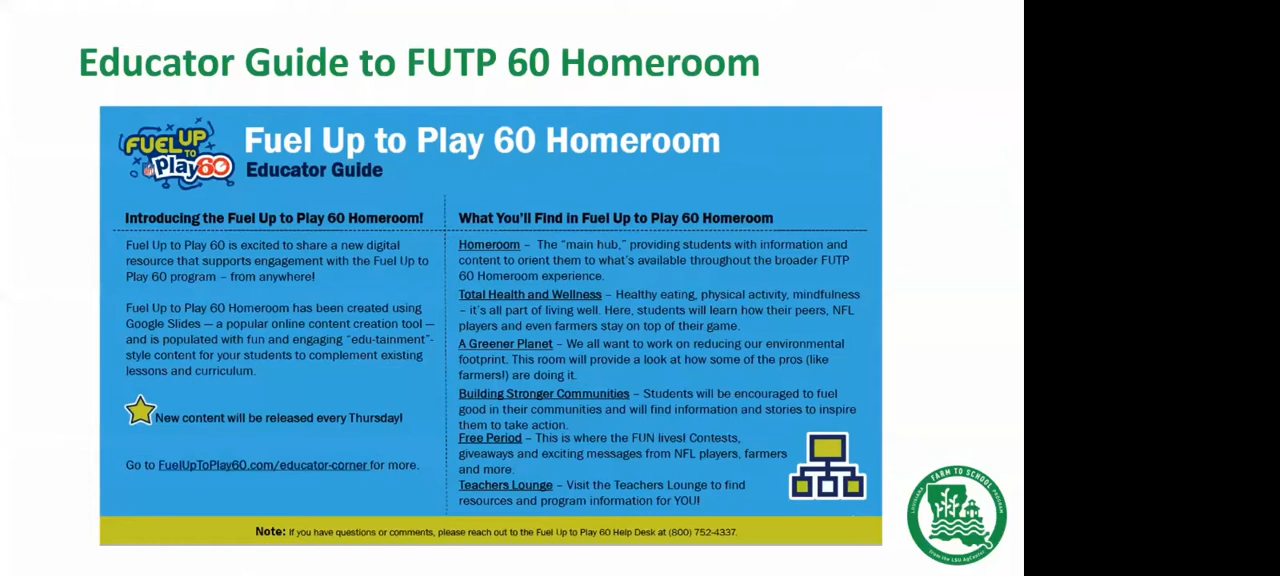 Educator Guide to FUTP 60 Homeroom
FUEL UP
TO
Play 60
Fuel Up to Play 60 Homeroom
Educator Guide
Introducing the Fuel Up to Play 60 Homeroom!
Fuel Up to Play 60 is excited to share a new digital
resource that supports engagement with the Fuel Up to
Play 60 program – from anywhere!
Fuel Up to Play 60 Homeroom has been created using
Google Slides — a popular online content creation tool —
and is populated with fun and engaging "edu-tainment"-
style content for your students to complement existing
lessons and curriculum.
New content will be released every Thursday!
Go to FuelUpToPlay60.com/educator-corner for more.
What You'll Find in Fuel Up to Play 60 Homeroom
Homeroom – The "main hub," providing students with information and
content to orient them to what's available throughout the broader FUTP
60 Homeroom experience.
Total Health and Wellness – Healthy eating, physical activity, mindfulness
– it's all part of living well. Here, students will learn how their peers, NFL
players and even farmers stay on top of their game.
A Greener Planet – We all want to work on reducing our environmental
footprint. This room will provide a look at how some of the pros (like
farmers!) are doing it.
Building Stronger Communities – Students will be encouraged to fuel
good in their communities and will find information and stories to inspire
them to take action.
Free Period – This is where the FUN lives! Contests,
giveaways and exciting messages from NFL players, farmers
and more.
Teachers Lounge – Visit the Teachers Lounge to find
resources and program information for YOU!
Note: If you have questions or comments, please reach out to the Fuel Up to Play 60 Help Desk at (800) 752-4337.
LOUISIANA FARM TO SCHOOL PROGRAM
from the LSU AgCenter